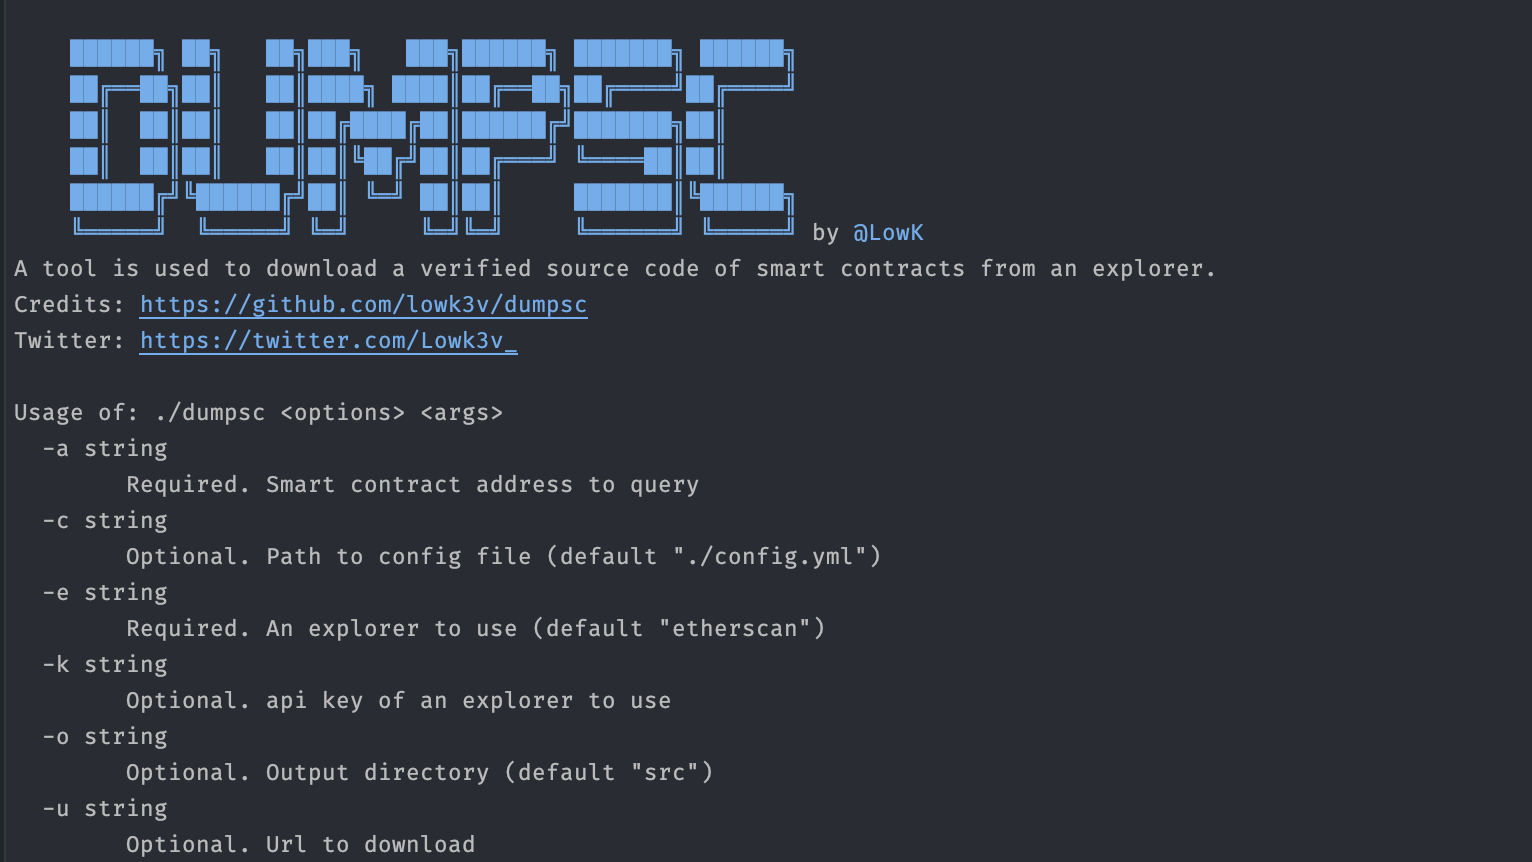 DUMPSC by @LowK
A tool is used to download a verified source code of smart contracts from an explorer.
Credits: https://github.com/lowk3v/dumpsc
Twitter: https://twitter.com/Lowk3v_
Usage of: ./dumpsc <options> <args>
-a string
Required. Smart contract address to query
-c string
Optional. Path to config file (default "./config.yml")
-e string
Required. An explorer to use (default "etherscan")
-k string
Optional. api key of an explorer to use
-o string
Optional. Output directory (default "src")
-u string
Optional. Url to download